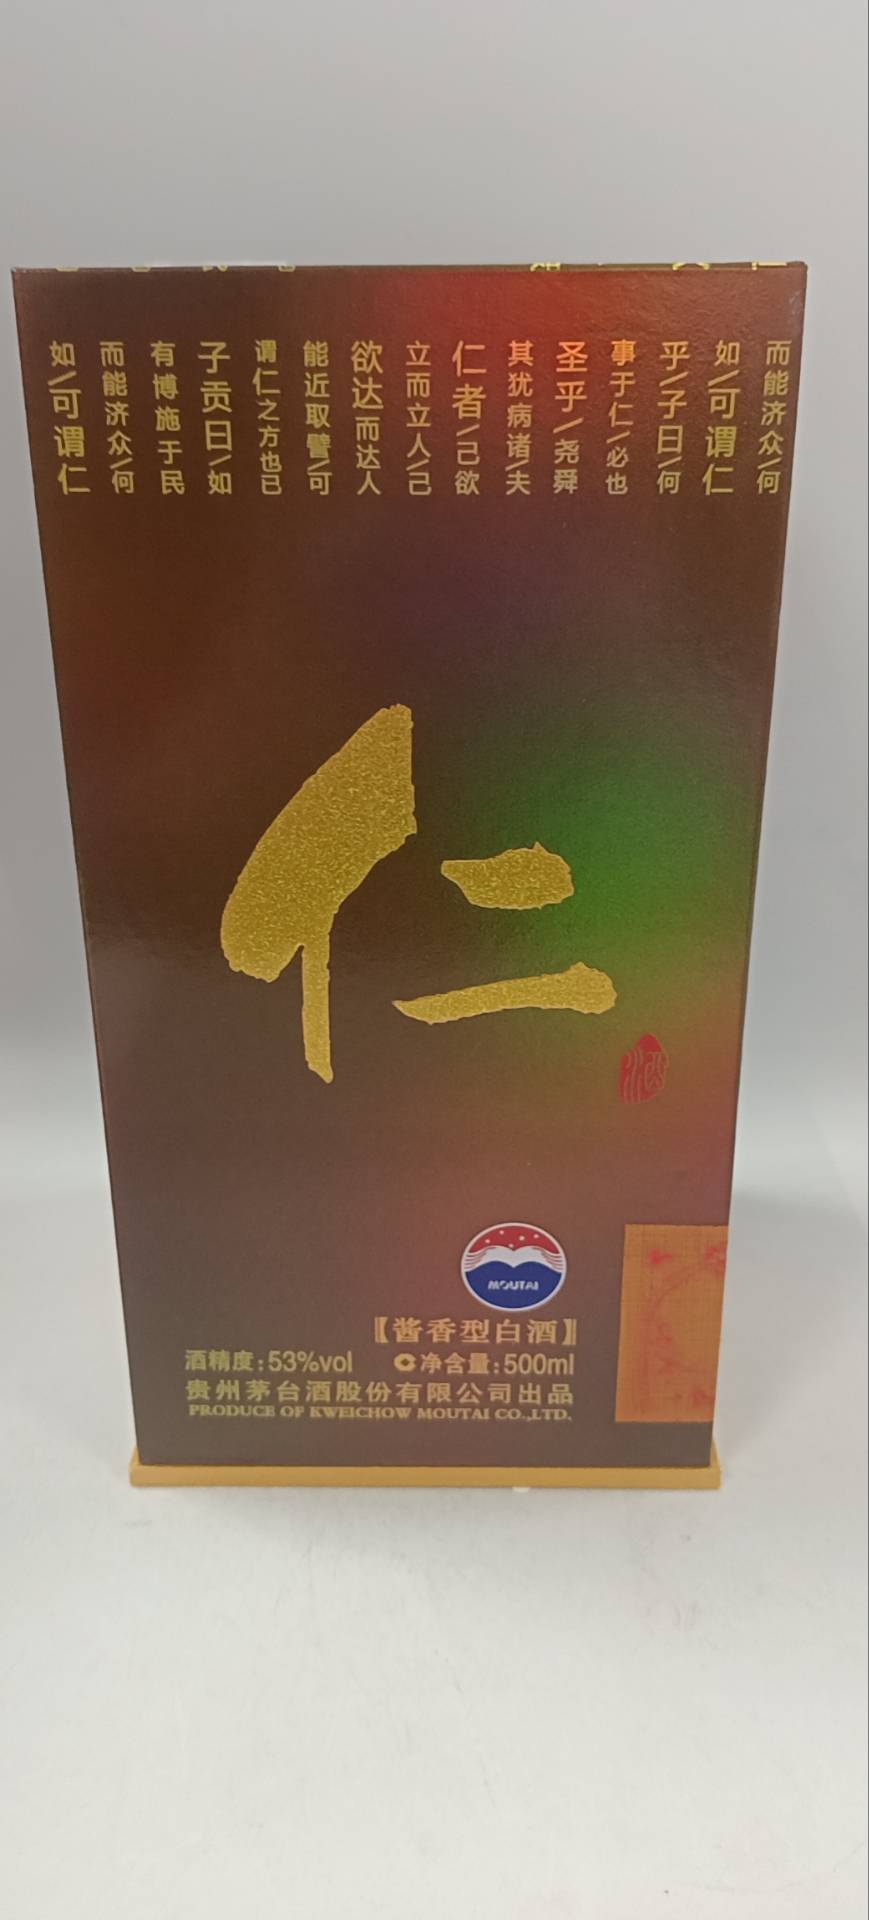 而能济众/何
如/可谓仁
乎/子曰/何
事于仁/必也
圣乎/尧舜
其犹病诸/夫
仁者/己欲
立而立人/己
欲达而达人
能近取譬/可
谓仁之方也已
子贡曰/如
有博施于民
而能济众/何
如/可谓仁
仁
酒
MOUTAI
【酱香型白酒】
酒精度:53%vol 净含量:500ml
贵州茅台酒股份有限公司出品
PRODUCE OF KWEICHOW MOUTAI CO.,LTD.